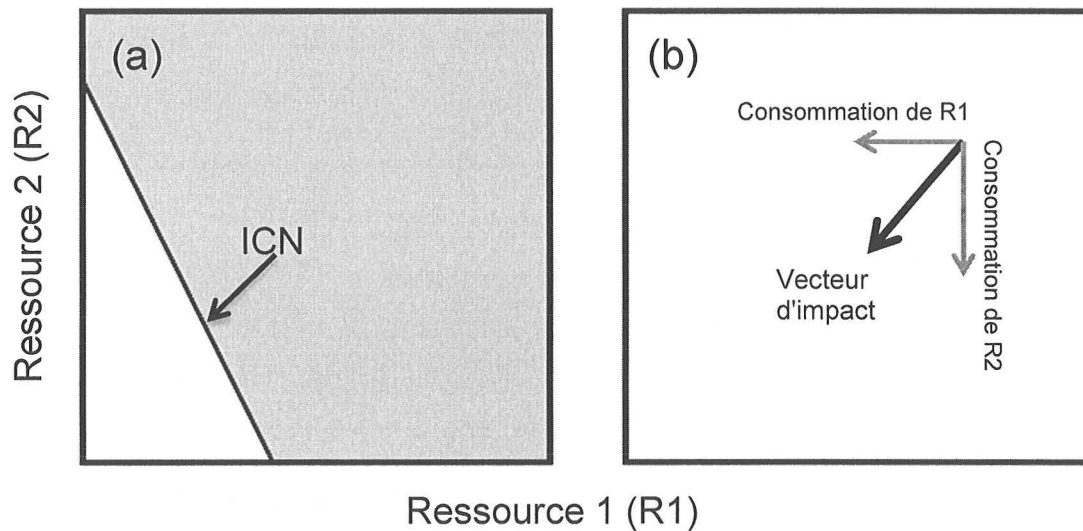 (a)
ICN
Ressource 2 (R2)
(b)
Consommation de R1
Consommation de R2
Vecteur
d'impact
Ressource 1 (R1)